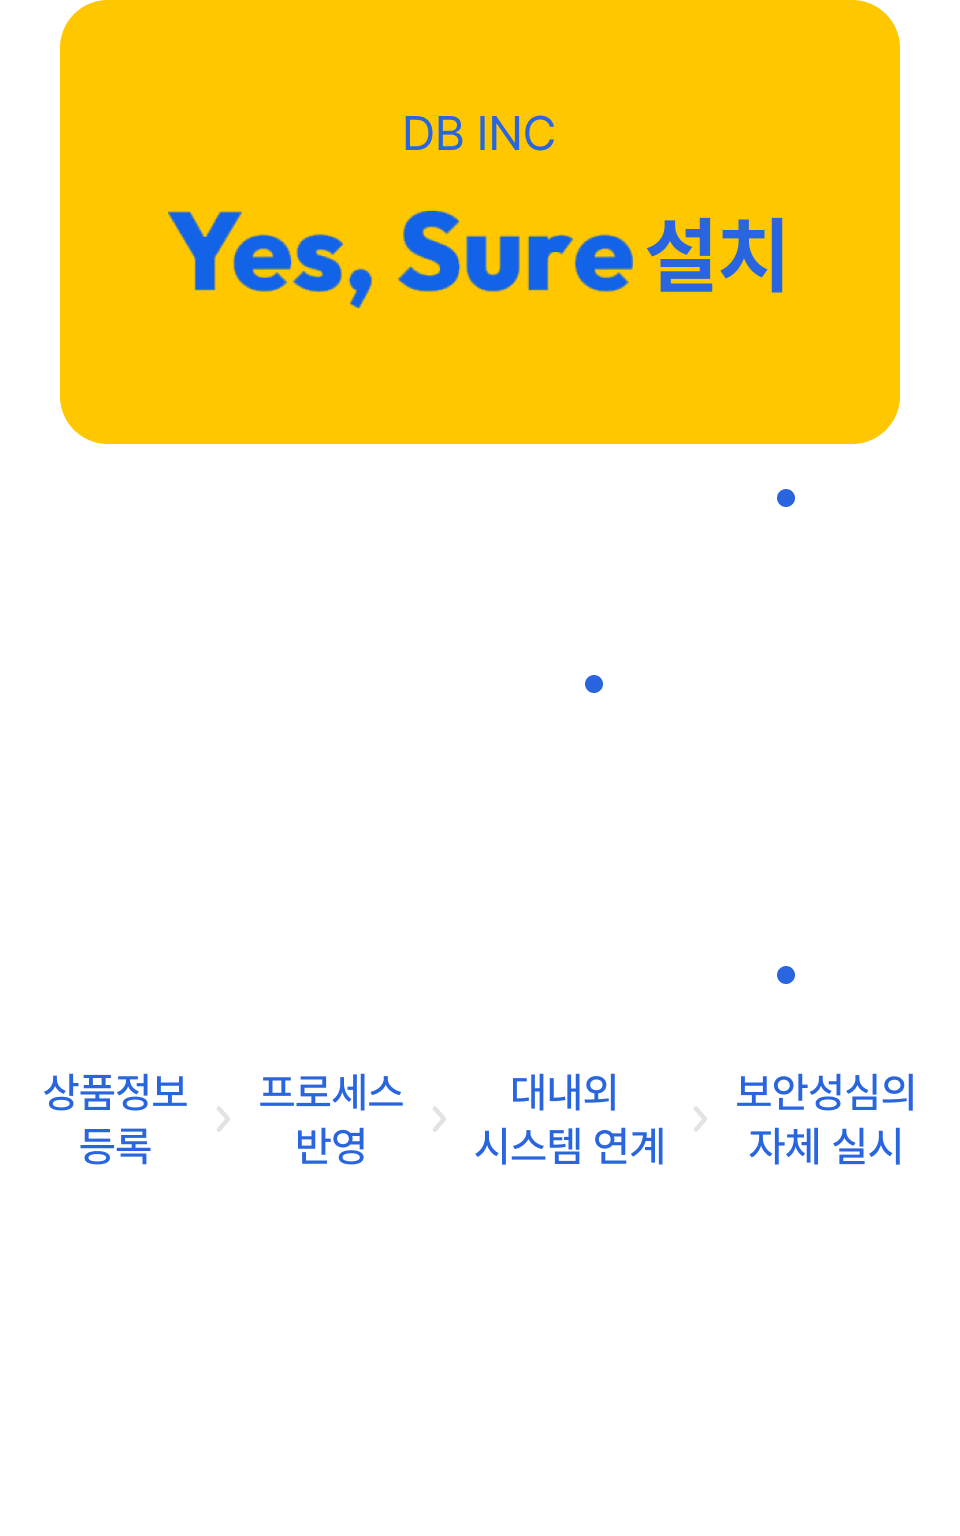 DB INC
Yes, Sure 설치
상품정보
등록
프로세스
반영
대내외
시스템 연계
보안성심의
자체 실시